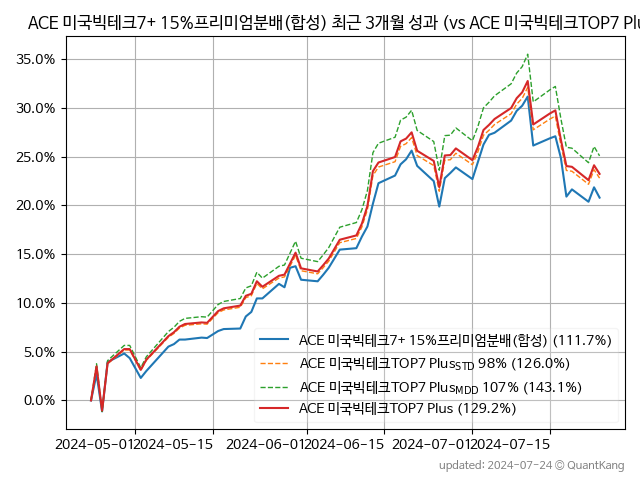 ACE 미국빅테크7+ 15%프리미엄분배(합성) 최근 3개월 성과 (vs ACE 미국빅테크TOP7 Plu
35.0%
30.0%
25.0%
20.0%
15.0%
10.0%
5.0%
0.0%
ACE 미국빅테크7+ 15%프리미엄분배(합성) (111.7%)
ACE 미국빅테크TOP7 PlusSTD 98% (126.0%)
ACE 미국빅테크TOP7 PlusMDD 107% (143.1%)
ACE 미국빅테크TOP7 Plus (129.2%)
2024-05-01 2024-05-15 2024-06-01 2024-06-15 2024-07-01 2024-07-15
updated: 2024-07-24 © QuantKang